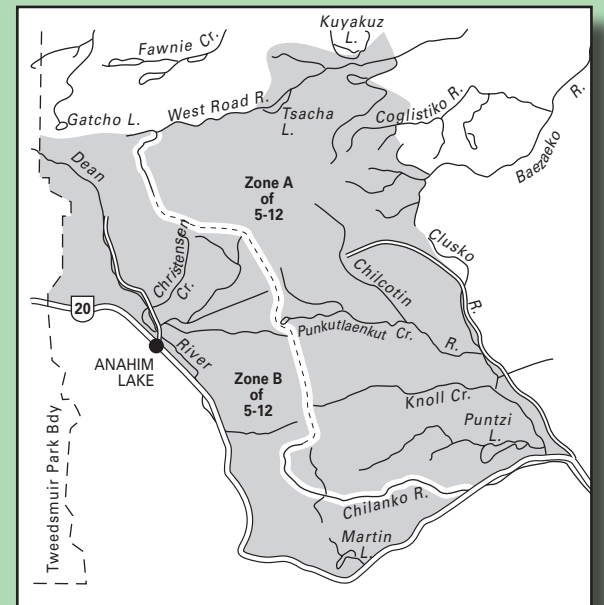 Kuyakuz
L.
Fawnie Cr.
Gatcho L.
West Road R.
Tsacha
L.
Coglistiko R.
R.
Baezaeko
Dean
Zone A
of
5-12
Christensen
Cr.
Clusko
R.
Chilcotin
R.
20
Punkutlaenkut Cr.
ANAHIM
LAKE
River
Zone B
of
5-12
Knoll Cr.
Puntzi
L.
Tweedsmuir Park Bdy
Chilanko R.
Martin
L.